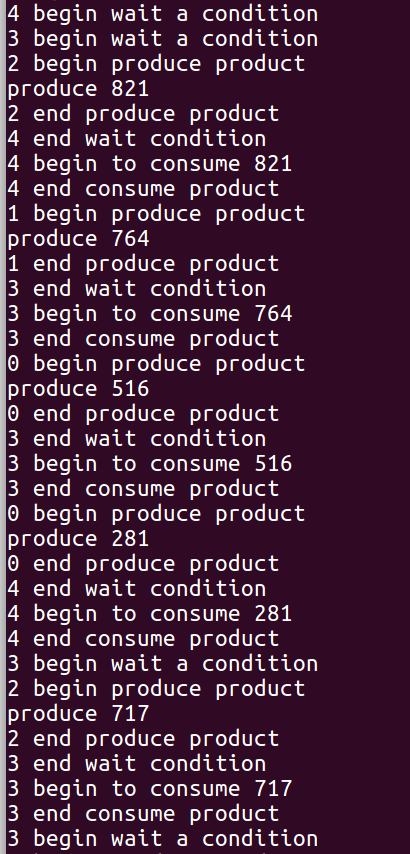 4 begin wait a condition
3 begin wait a condition
2 begin produce product
produce 821
2 end produce product
4 end wait condition
4 begin to consume 821
4 end consume product
1 begin produce product
produce 764
1 end produce product
3 end wait condition
3 begin to consume 764
3 end consume product
0 begin produce product
produce 516
0 end produce product
3 end wait condition
3 begin to consume 516
3 end consume product
0 begin produce product
produce 281
0 end produce product
4 end wait condition
4 begin to consume 281
4 end consume product
3 begin wait a condition
2 begin produce product
produce 717
2 end produce product
3 end wait condition
3 begin to consume 717
3 end consume product
3 begin wait a condition